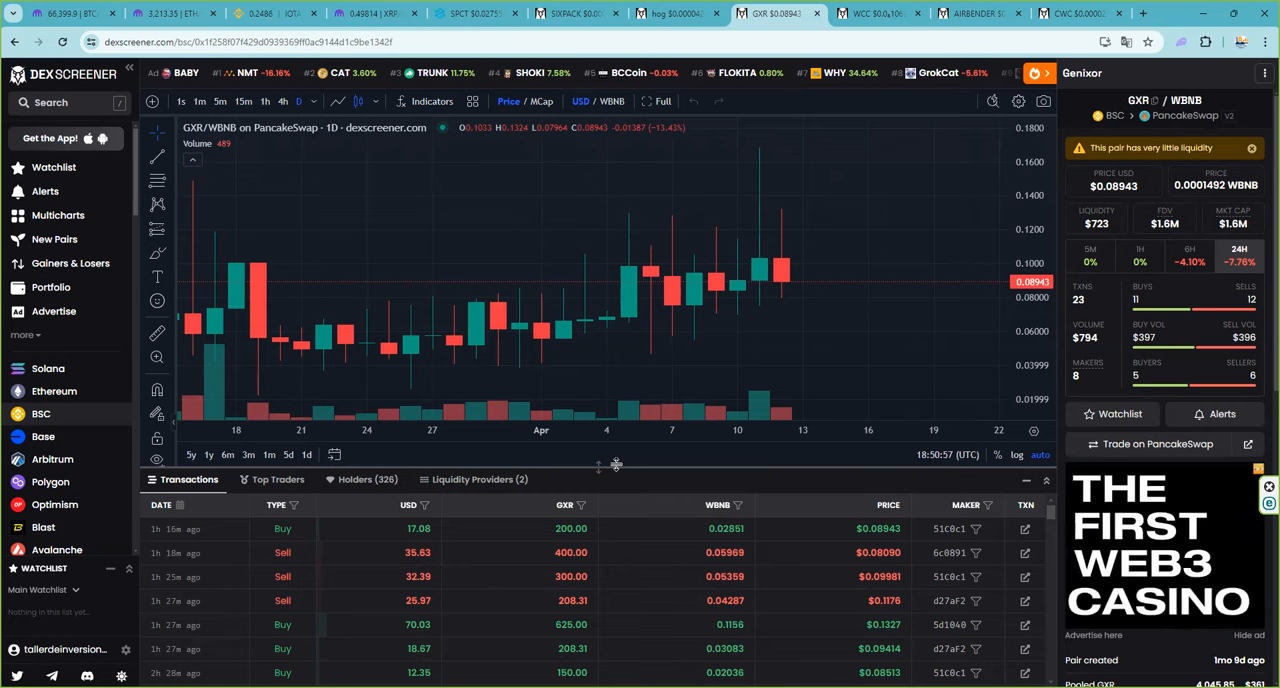 66,399.9 | BTC/
3,213.35 | ETH/
0.2486 | IOTA
0.49814 | XRP/
SPCT $0.02755
SIXPACK $0.00
hog $0.000042
GXR $0.08943
WCC $0.0₈106
AIRBENDER $0
CWC $0.0000
dexscreener.com/bsc/0x1f258f07f429d0939369ff0ac9144d1c9be1342f
DEXSCREENER
Ad BABY #1 NMT -16.16% #2 CAT 3.60% #3 TRUNK 11.75% #4 SHOKI 7.58% #5 BCCoin -0.03% #6 FLOKITA 0.80% #7 WHY 34.64% #8 GrokCat -5.61% #9
Genixor
Search /
1s 1m 5m 15m 1h 4h D Indicators Price / MCap USD / WBNB Full
GXR / WBNB
BSC > PancakeSwap V2
Get the App!
GXR/WBNB on PancakeSwap · 1D · dexscreener.com O0.1033 H0.1324 L0.07964 C0.08943 -0.01387 (-13.43%)
Volume 489
This pair has very little liquidity
Watchlist
Alerts
Multicharts
New Pairs
Gainers & Losers
Portfolio
Advertise
more
Solana
Ethereum
BSC
Base
Arbitrum
Polygon
Optimism
Blast
Avalanche
WATCHLIST
Main Watchlist
Nothing in this list yet...
tallerdeinversion...
0.1800
0.1600
0.1400
0.1200
0.1000
0.08943
0.08000
0.06000
0.03999
0.01999
18 21 24 27 Apr 4 7 10 13 16 19 22
5y 1y 6m 3m 1m 5d 1d
18:50:57 (UTC) % log auto
PRICE USD
$0.08943
PRICE
0.0001492 WBNB
LIQUIDITY
$723
FDV
$1.6M
MKT CAP
$1.6M
5M
0%
1H
0%
6H
-4.10%
24H
-7.76%
TXNS
23
BUYS
11
SELLS
12
VOLUME
$794
BUY VOL
$397
SELL VOL
$396
MAKERS
8
BUYERS
5
SELLERS
6
Watchlist
Alerts
Trade on PancakeSwap
Transactions Top Traders Holders (326) Liquidity Providers (2)
DATE TYPE USD GXR WBNB PRICE MAKER TXN
1h 16m ago Buy 17.08 200.00 0.02851 $0.08943 51C0c1
1h 18m ago Sell 35.63 400.00 0.05969 $0.08090 6c0891
1h 25m ago Sell 32.39 300.00 0.05359 $0.09981 51C0c1
1h 27m ago Sell 25.97 208.31 0.04287 $0.1176 d27aF2
1h 27m ago Buy 70.03 625.00 0.1156 $0.1327 5d1040
1h 27m ago Buy 18.67 208.31 0.03083 $0.09414 d27aF2
2h 28m ago Buy 12.35 150.00 0.02036 $0.08513 51C0c1
THE
FIRST
WEB3
CASINO
Advertise here Hide ad
Pair created 1mo 9d ago
Pooled GXR 4,045.85 $361